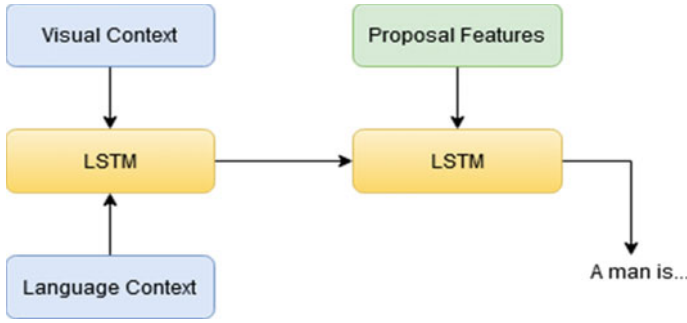 Visual Context
Proposal Features
LSTM
LSTM
Language Context
A man is...